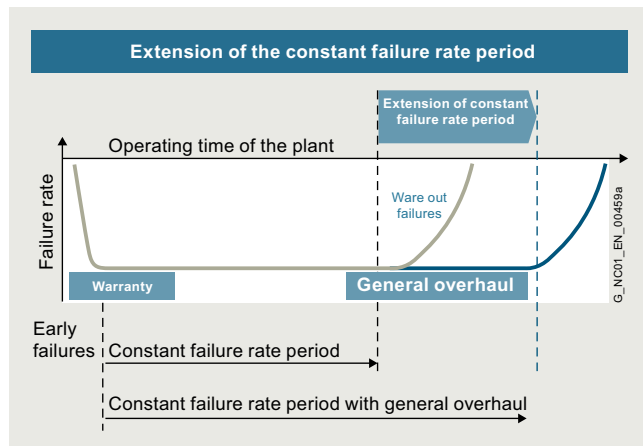 Extension of the constant failure rate period
Extension of constant
failure rate period
Operating time of the plant
Failure rate
Ware out
failures
G_NC01_EN_00459a
Warranty
General overhaul
Early
failures
Constant failure rate period
Constant failure rate period with general overhaul